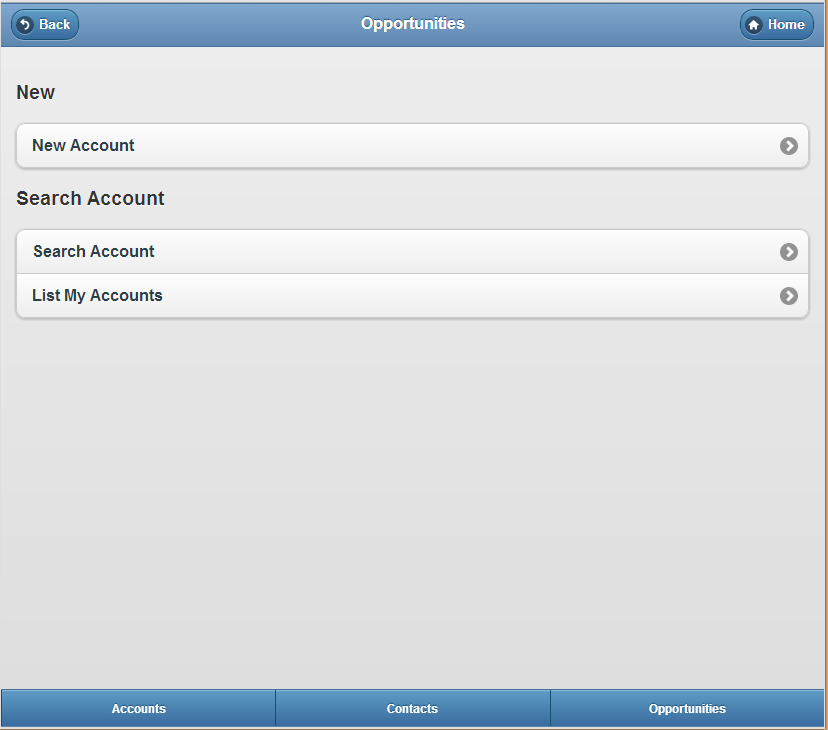 Back
Opportunities
Home
New
New Account
Search Account
Search Account
List My Accounts
Accounts
Contacts
Opportunities